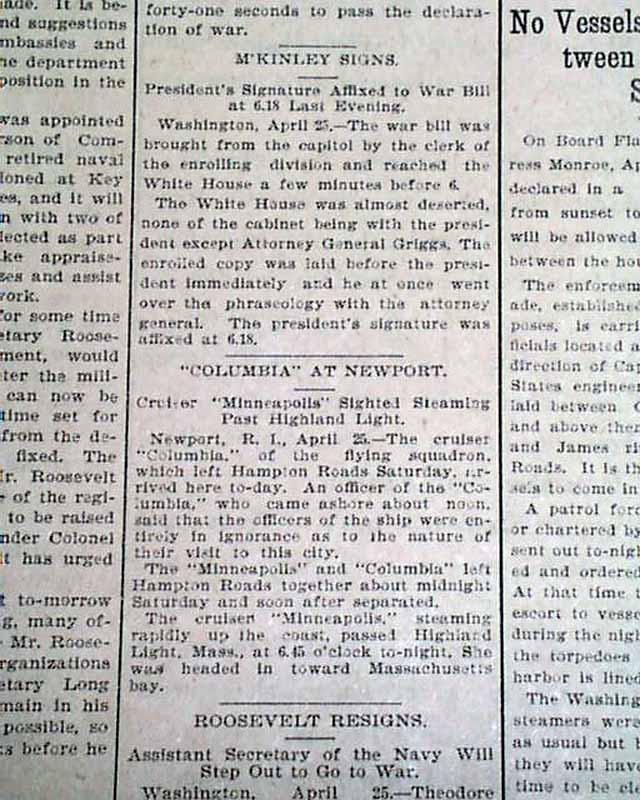 made. It is be-
nd suggestions
mbassies and
he department
position in the
was appointed
rson of Com-
retired naval
ioned at Key
es, and it will
n with two of
lected as part
ke appraise-
ges and assist
work.
for some time
etary Roose-
ment, would
ter the mili-
can now be
time set for
from the de-
fixed. The
Mr. Roosevelt
of the regi-
to be raised
nder Colonel
it has urged
t to-morrow
g, many of-
Mr. Roose-
rganizations
etary Long
main in his
possible, so
ks before he
forty-one seconds to pass the declara-
tion of war.
M'KINLEY SIGNS.
President's Signature Affixed to War Bill
at 6.18 Last Evening.
Washington, April 25.—The war bill was
brought from the capitol by the clerk of
the enrolling division and reached the
White House a few minutes before 6.
The White House was almost deserted,
none of the cabinet being with the presi-
dent except Attorney General Griggs. The
enrolled copy was laid before the presi-
dent immediately and he at once went
over the phraseology with the attorney
general. The president's signature was
affixed at 6.18.
"COLUMBIA" AT NEWPORT.
Cruiser "Minneapolis" Sighted Steaming
Past Highland Light.
Newport, R. I., April 25.—The cruiser
"Columbia," of the flying squadron,
which left Hampton Roads Saturday, ar-
rived here to-day. An officer of the "Co-
lumbia," who came ashore about noon,
said that the officers of the ship were en-
tirely in ignorance as to the nature of
their visit to this city.
The "Minneapolis" and "Columbia" left
Hampton Roads together about midnight
Saturday and soon after separated.
The cruiser "Minneapolis," steaming
rapidly up the coast, passed Highland
Light, Mass., at 6.45 o'clock to-night. She
was headed in toward Massachusetts
bay.
ROOSEVELT RESIGNS.
Assistant Secretary of the Navy Will
Step Out to Go to War.
Washington, April 25.—Theodore
No Vessels
tween
S
On Board Fla
ress Monroe, Ap
declared in a
from sunset to
will be allowed
between the hou
The enforcem
ade, established
poses, is carri
ficials located a
direction of Cap
States engineer
laid between
and above ther
and James riv
Roads. It is th
sels to come in
A patrol forc
or chartered by
sent out to-nigh
ed and ordered
At that time t
escort to vesse
during the nigh
the torpedoes
harbor is lined
The Washing
steamers were
as usual but
they will have
time to be cle